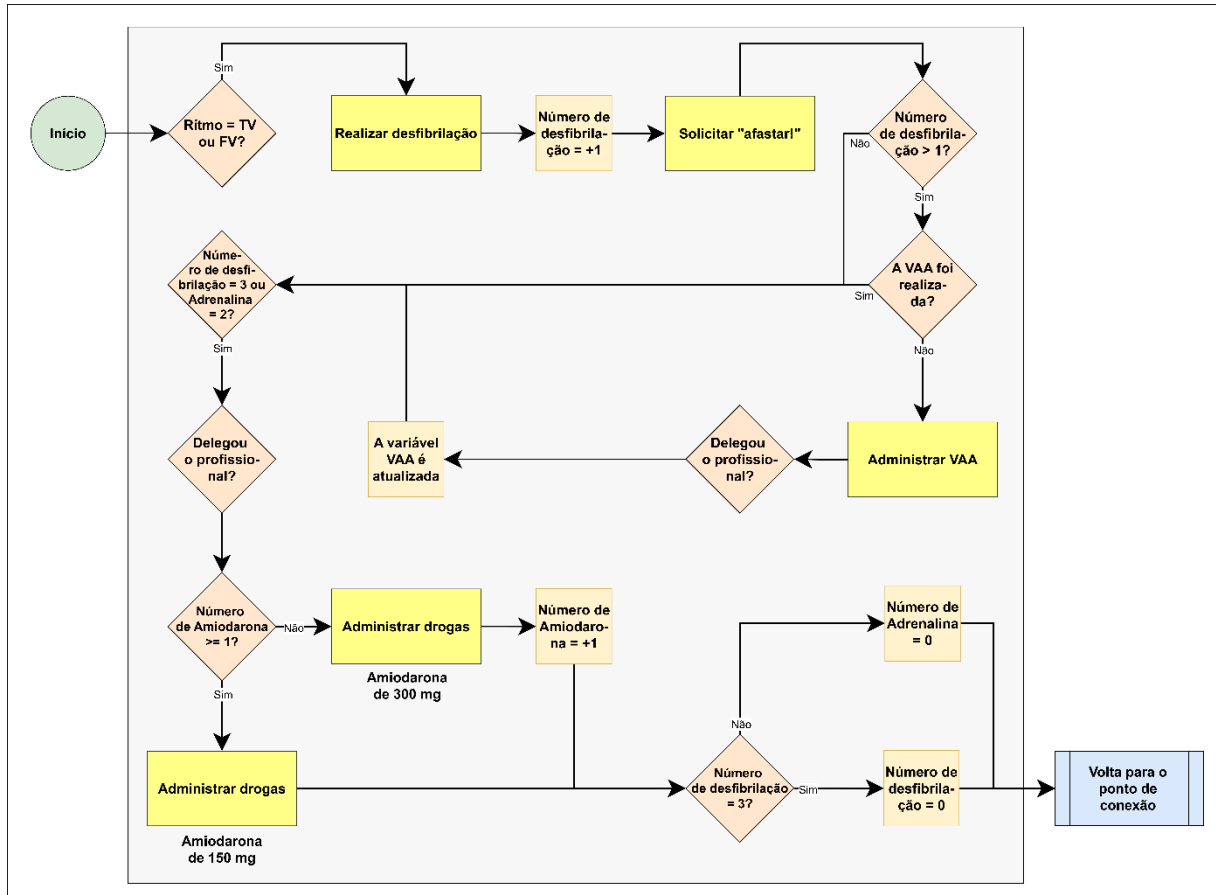 Sim
Início
Ritmo = TV
ou FV?
Realizar desfibrilação
Número de
desfibrila-
ção = +1
Solicitar "afastar!"
Número
de desfibrila-
ção > 1?
Não
Sim
Núme-
ro de desfi-
brilação = 3 ou
Adrenalina
= 2?
Sim
A VAA foi
realiza-
da?
Sim
Não
Delegou
o profissio-
nal?
A variável
VAA é
atualizada
Delegou
o profissio-
nal?
Administrar VAA
Número
de Amiodarona
>= 1?
Não
Sim
Administrar drogas
Amiodarona
de 300 mg
Número de
Amiodaro-
na = +1
Número de
Adrenalina
= 0
Não
Administrar drogas
Amiodarona
de 150 mg
Número
de desfibrilação
= 3?
Sim
Número de
desfibrila-
ção = 0
Volta para o
ponto de
conexão